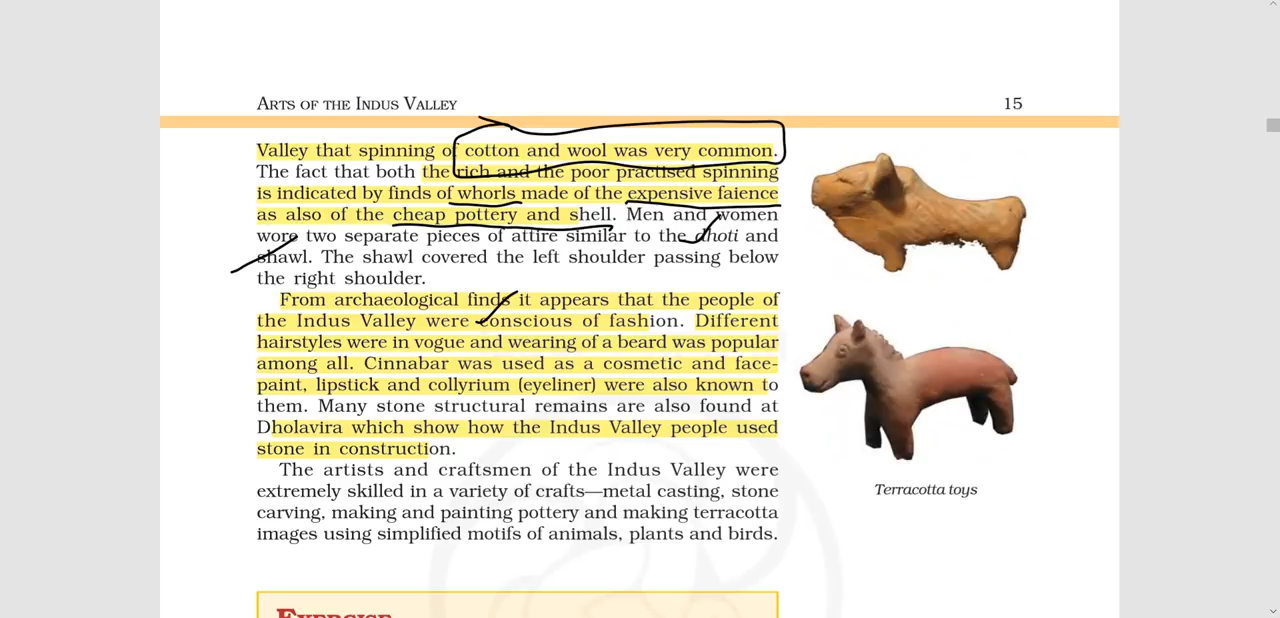 ARTS OF THE INDUS VALLEY 15
Valley that spinning of cotton and wool was very common.
The fact that both the rich and the poor practised spinning
is indicated by finds of whorls made of the expensive faience
as also of the cheap pottery and shell. Men and women
wore two separate pieces of attire similar to the dhoti and
shawl. The shawl covered the left shoulder passing below
the right shoulder.
From archaeological finds it appears that the people of
the Indus Valley were conscious of fashion. Different
hairstyles were in vogue and wearing of a beard was popular
among all. Cinnabar was used as a cosmetic and face-
paint, lipstick and collyrium (eyeliner) were also known to
them. Many stone structural remains are also found at
Dholavira which show how the Indus Valley people used
stone in construction.
The artists and craftsmen of the Indus Valley were
extremely skilled in a variety of crafts—metal casting, stone
carving, making and painting pottery and making terracotta
images using simplified motifs of animals, plants and birds.
Terracotta toys
EXERCISE